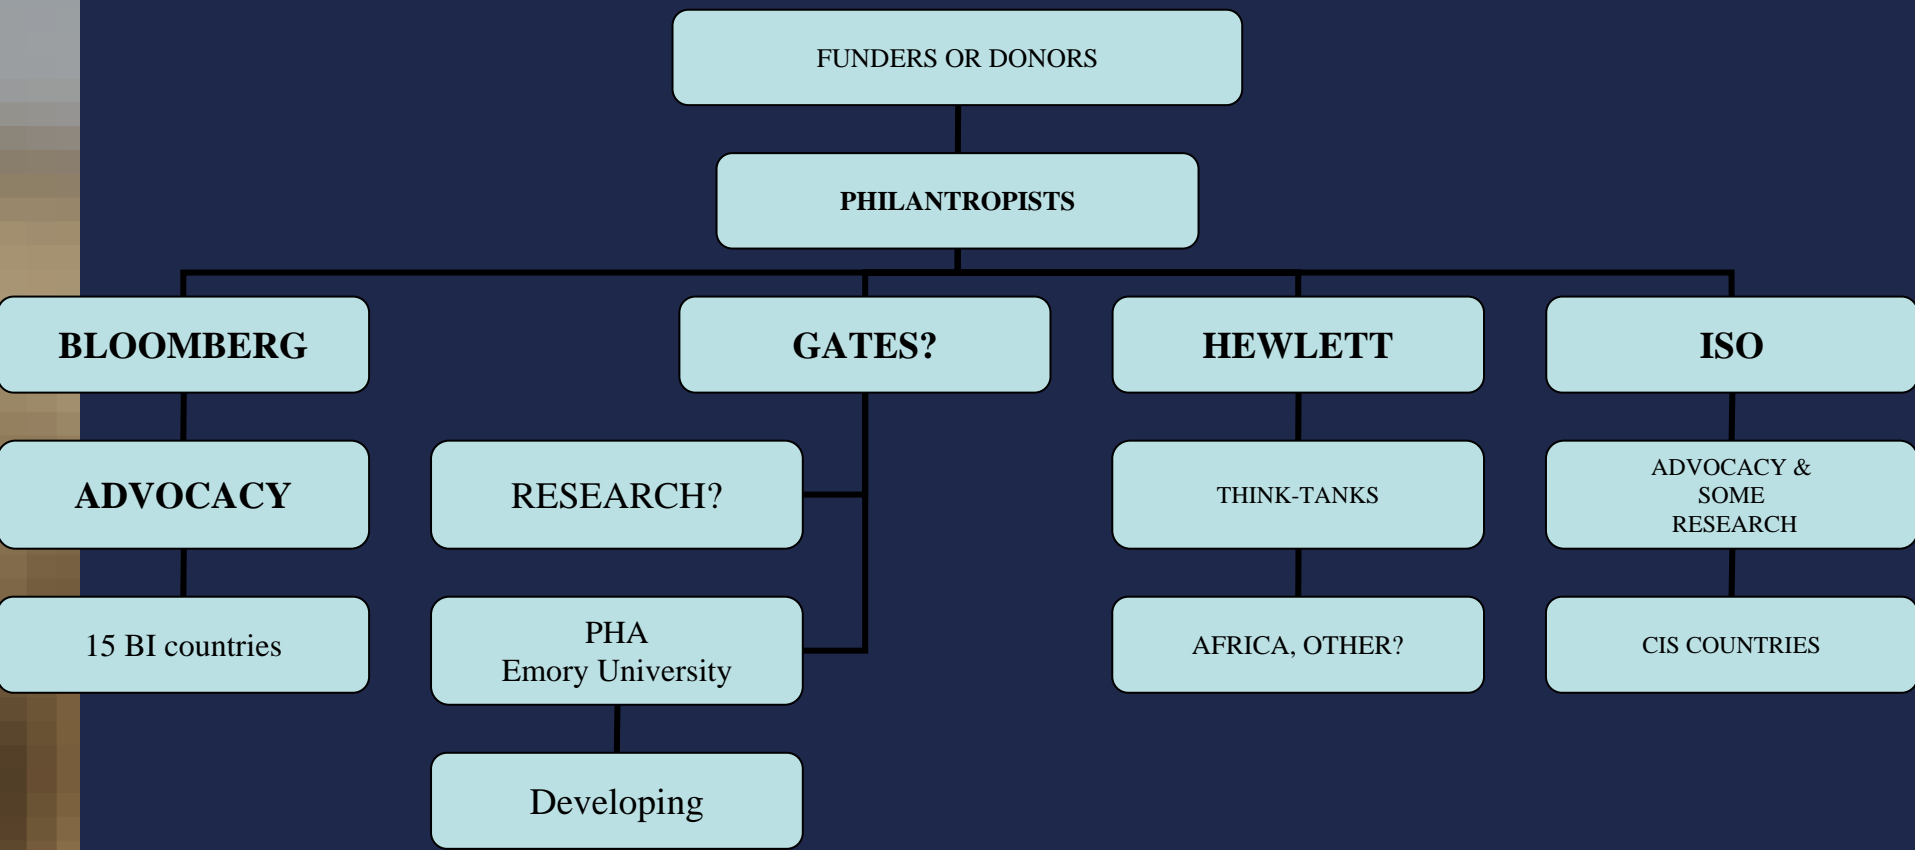 FUNDERS OR DONORS
PHILANTROPISTS
BLOOMBERG
GATES?
HEWLETT
ISO
ADVOCACY
RESEARCH?
THINK-TANKS
ADVOCACY &
SOME
RESEARCH
15 BI countries
PHA
Emory University
AFRICA, OTHER?
CIS COUNTRIES
Developing